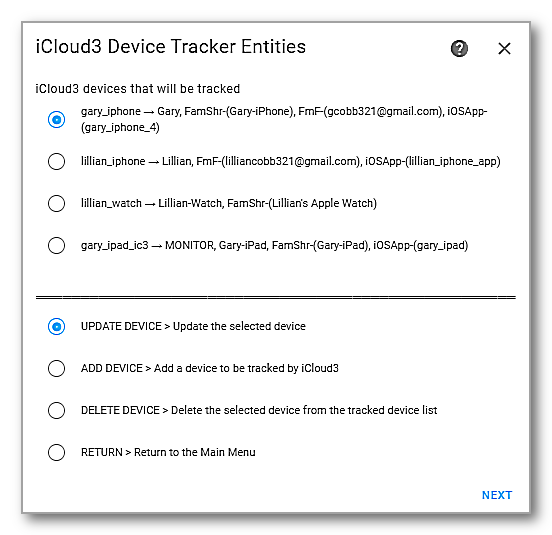 iCloud3 Device Tracker Entities
iCloud3 devices that will be tracked
gary_iphone → Gary, FamShr-(Gary-iPhone), FmF-(gcobb321@gmail.com), iOSApp-
(gary_iphone_4)
lillian_iphone → Lillian, FmF-(lilliancobb321@gmail.com), iOSApp-(lillian_iphone_app)
lillian_watch → Lillian-Watch, FamShr-(Lillian's Apple Watch)
gary_ipad_ic3 → MONITOR, Gary-iPad, FamShr-(Gary-iPad), iOSApp-(gary_ipad)
UPDATE DEVICE > Update the selected device
ADD DEVICE > Add a device to be tracked by iCloud3
DELETE DEVICE > Delete the selected device from the tracked device list
RETURN > Return to the Main Menu
NEXT